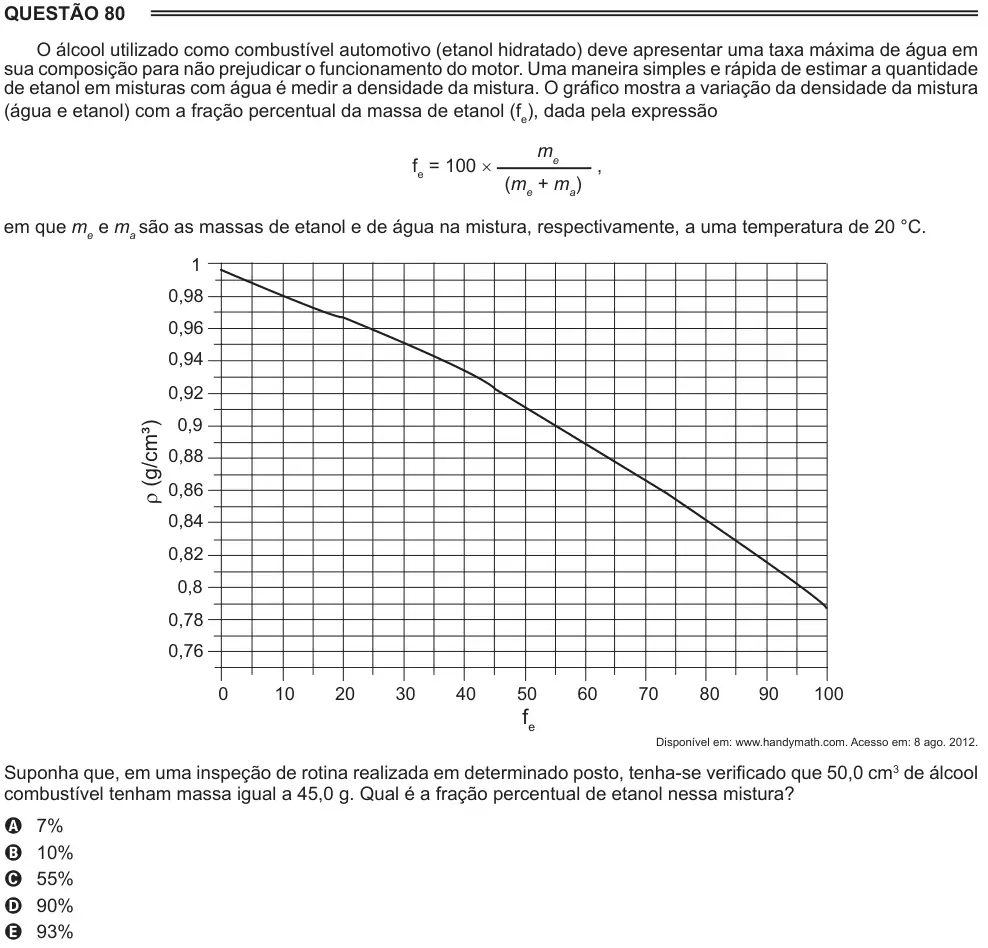 QUESTÃO 80
O álcool utilizado como combustível automotivo (etanol hidratado) deve apresentar uma taxa máxima de água em
sua composição para não prejudicar o funcionamento do motor. Uma maneira simples e rápida de estimar a quantidade
de etanol em misturas com água é medir a densidade da mistura. O gráfico mostra a variação da densidade da mistura
(água e etanol) com a fração percentual da massa de etanol (fe), dada pela expressão
fe = 100 × me / (me + ma) ,
em que me e ma são as massas de etanol e de água na mistura, respectivamente, a uma temperatura de 20 °C.
1
0,98
0,96
0,94
0,92
0,9
0,88
0,86
0,84
0,82
0,8
0,78
0,76
ρ (g/cm³)
0 10 20 30 40 50 60 70 80 90 100
fe
Disponível em: www.handymath.com. Acesso em: 8 ago. 2012.
Suponha que, em uma inspeção de rotina realizada em determinado posto, tenha-se verificado que 50,0 cm³ de álcool
combustível tenham massa igual a 45,0 g. Qual é a fração percentual de etanol nessa mistura?
A 7%
B 10%
C 55%
D 90%
E 93%